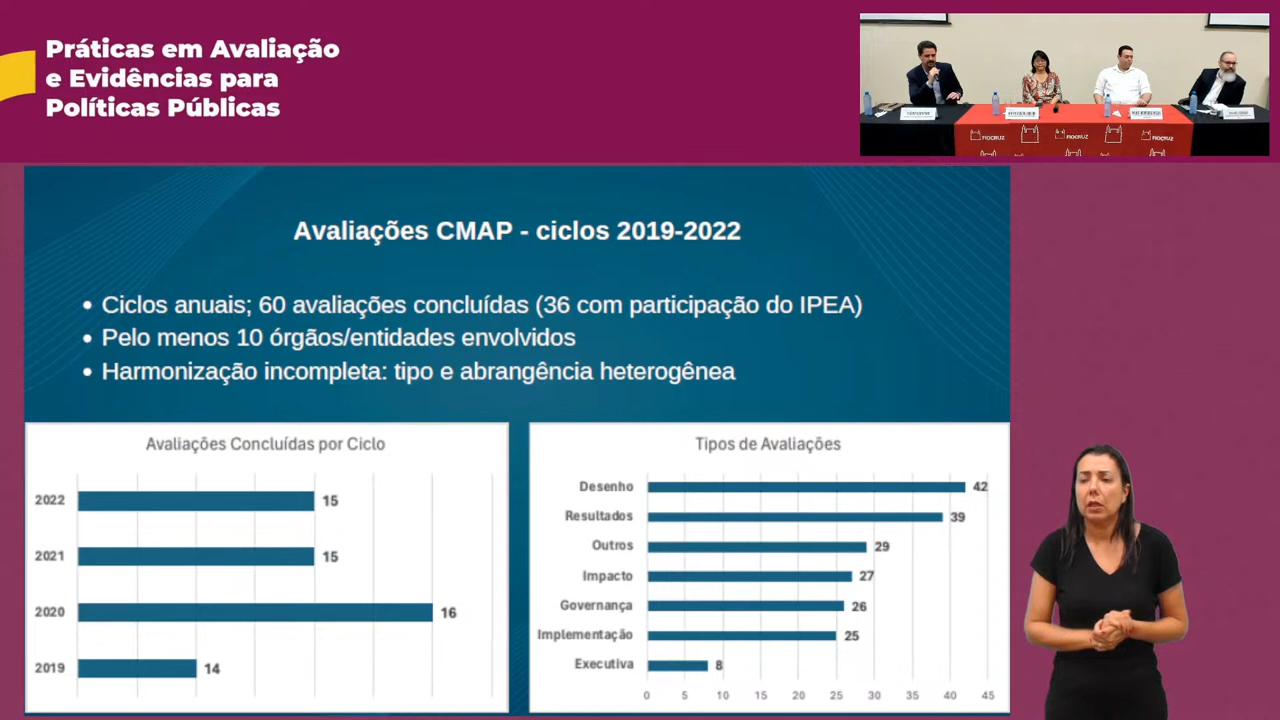 Práticas em Avaliação
e Evidências para
Políticas Públicas
FIOCRUZ
FIOCRUZ
FIOCRUZ
Avaliações CMAP - ciclos 2019-2022
• Ciclos anuais; 60 avaliações concluídas (36 com participação do IPEA)
• Pelo menos 10 órgãos/entidades envolvidos
• Harmonização incompleta: tipo e abrangência heterogênea
Avaliações Concluídas por Ciclo
2022 15
2021 15
2020 16
2019 14
Tipos de Avaliações
Desenho 42
Resultados 39
Outros 29
Impacto 27
Governança 26
Implementação 25
Executiva 8
0 5 10 15 20 25 30 35 40 45